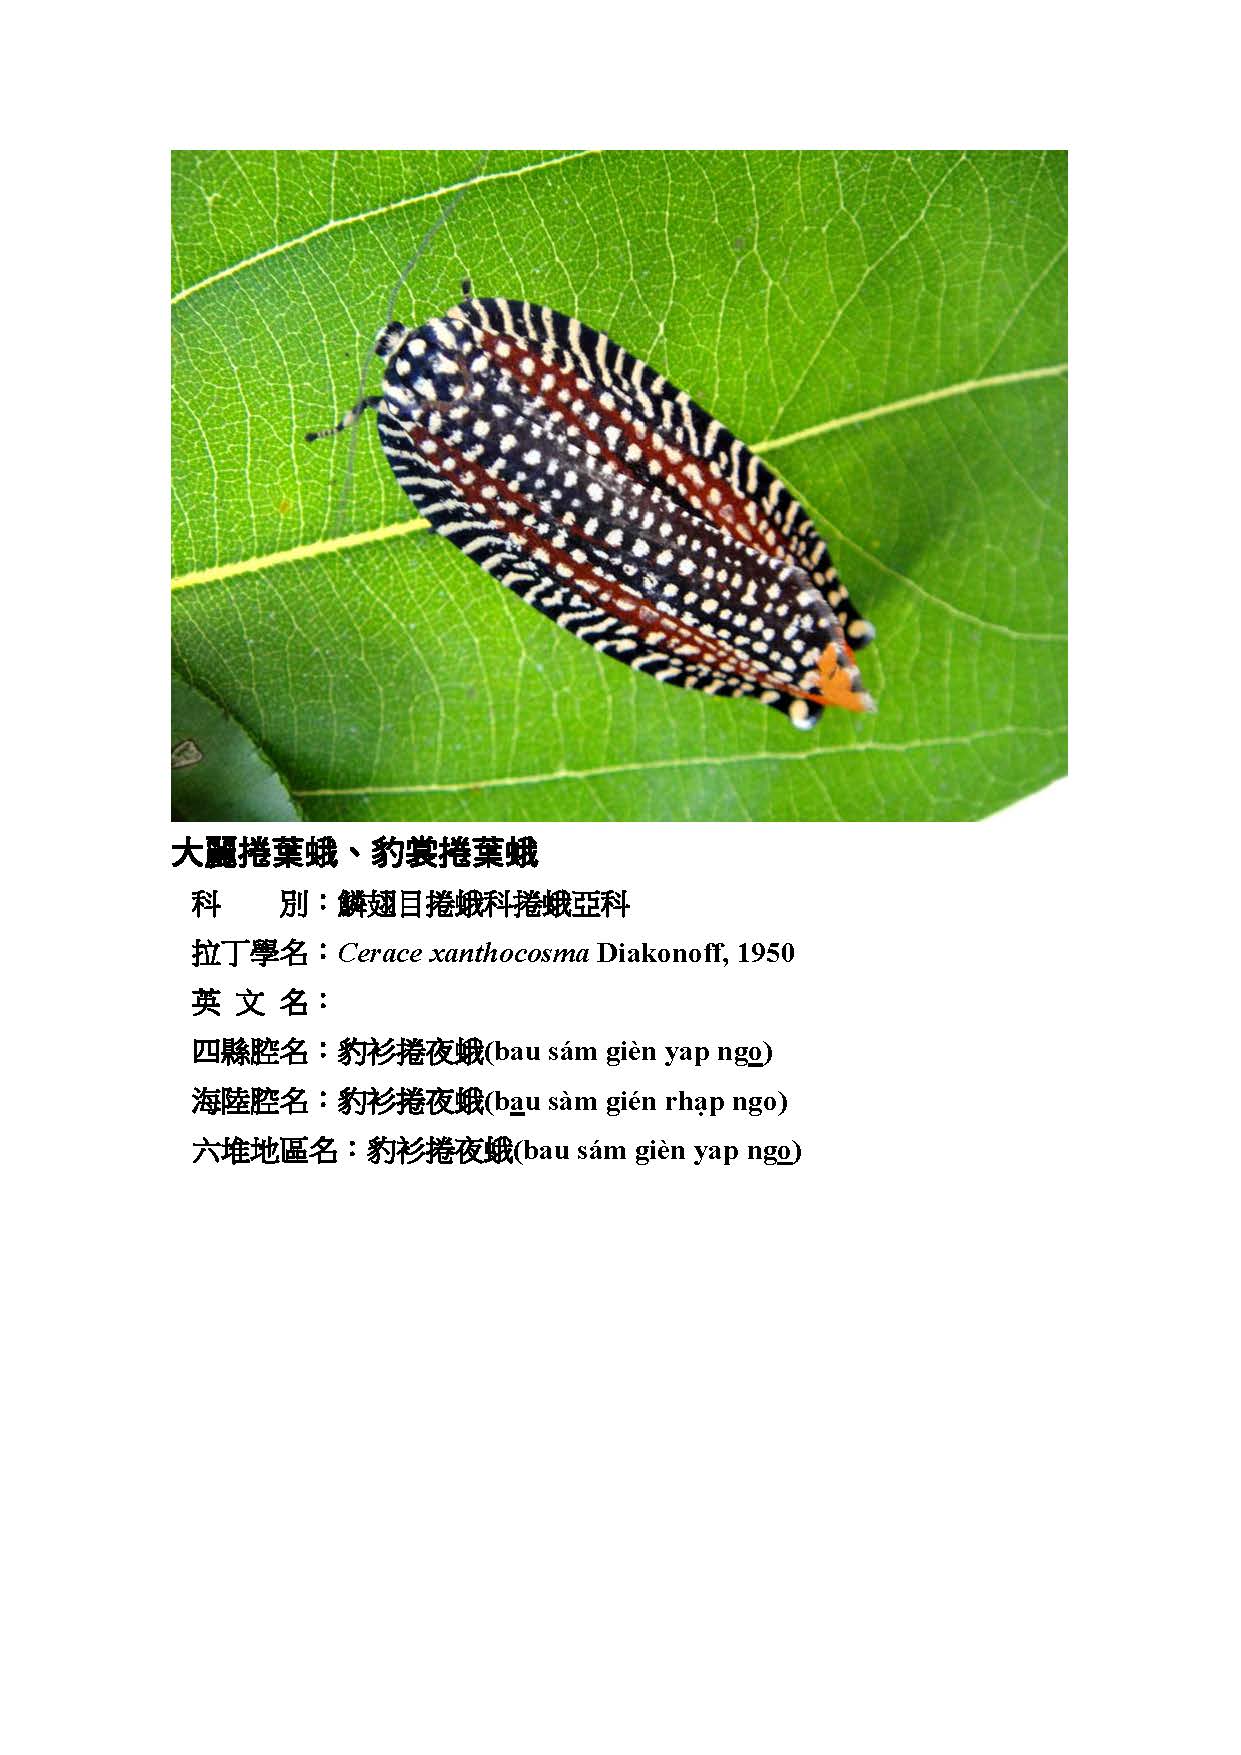 大麗捲葉蛾、豹裳捲葉蛾
科　　別：鱗翅目捲蛾科捲蛾亞科
拉丁學名：Cerace xanthocosma Diakonoff, 1950
英 文 名：
四縣腔名：豹衫捲夜蛾(bau sám gièn yap ngo)
海陸腔名：豹衫捲夜蛾(bau sàm gién rhạp ngo)
六堆地區名：豹衫捲夜蛾(bau sám gièn yap ngo)